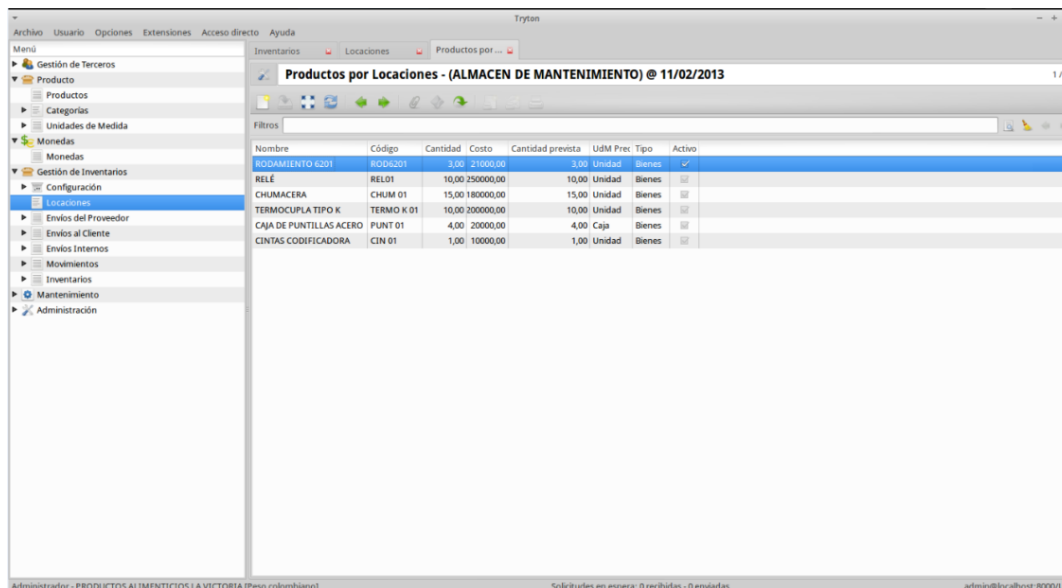 Tryton
Archivo Usuario Opciones Extensiones Acceso directo Ayuda
Menú
Gestión de Terceros
Producto
Productos
Categorías
Unidades de Medida
Monedas
Monedas
Gestión de Inventarios
Configuración
Locaciones
Envíos del Proveedor
Envíos al Cliente
Envíos Internos
Movimientos
Inventarios
Mantenimiento
Administración
Inventarios Locaciones Productos por ...
Productos por Locaciones - (ALMACEN DE MANTENIMIENTO) @ 11/02/2013
1 /
Filtros
Nombre Código Cantidad Costo Cantidad prevista UdM Prec Tipo Activo
RODAMIENTO 6201 ROD6201 3,00 21000,00 3,00 Unidad Bienes
RELÉ REL01 10,00 250000,00 10,00 Unidad Bienes
CHUMACERA CHUM 01 15,00 180000,00 15,00 Unidad Bienes
TERMOCUPLA TIPO K TERMO K 01 10,00 200000,00 10,00 Unidad Bienes
CAJA DE PUNTILLAS ACERO PUNT 01 4,00 20000,00 4,00 Caja Bienes
CINTAS CODIFICADORA CIN 01 1,00 10000,00 1,00 Unidad Bienes
Administrador - PRODUCTOS ALIMENTICIOS LA VICTORIA [Peso colombiano] Solicitudes en espera: 0 recibidas - 0 enviadas admin@localhost:8000/